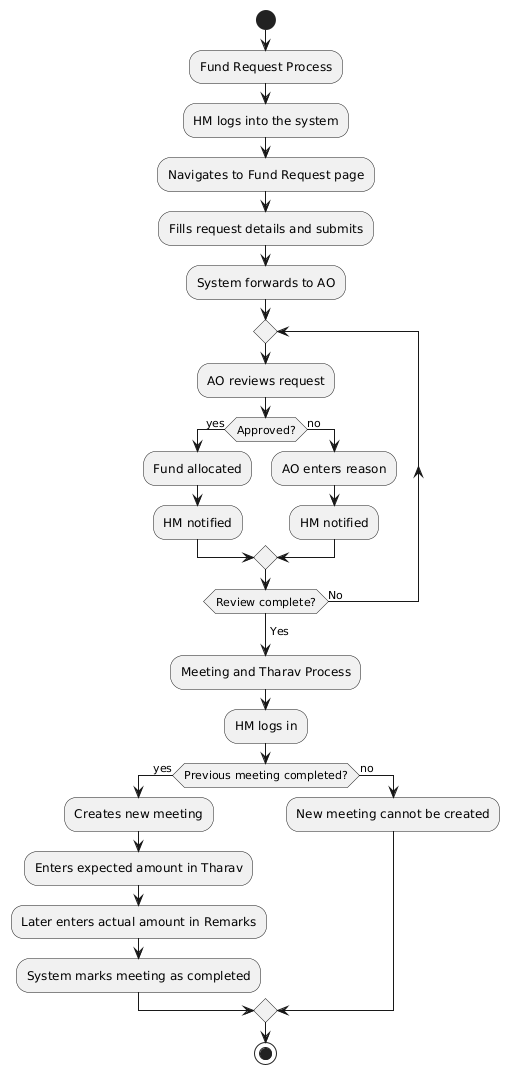 Fund Request Process
HM logs into the system
Navigates to Fund Request page
Fills request details and submits
System forwards to AO
AO reviews request
yes
Approved?
no
Fund allocated
AO enters reason
HM notified
HM notified
Review complete?
No
Yes
Meeting and Tharav Process
HM logs in
yes
Previous meeting completed?
no
Creates new meeting
New meeting cannot be created
Enters expected amount in Tharav
Later enters actual amount in Remarks
System marks meeting as completed